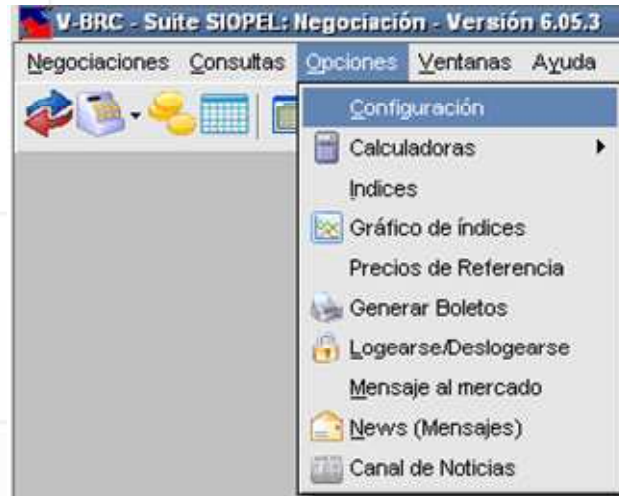 V-BRC - Suite SIOPEL: Negociación - Versión 6.05.3
Negociaciones Consultas Opciones Ventanas Ayuda
Configuración
Calculadoras
Indices
Gráfico de índices
Precios de Referencia
Generar Boletos
Logearse/Deslogearse
Mensaje al mercado
News (Mensajes)
Canal de Noticias